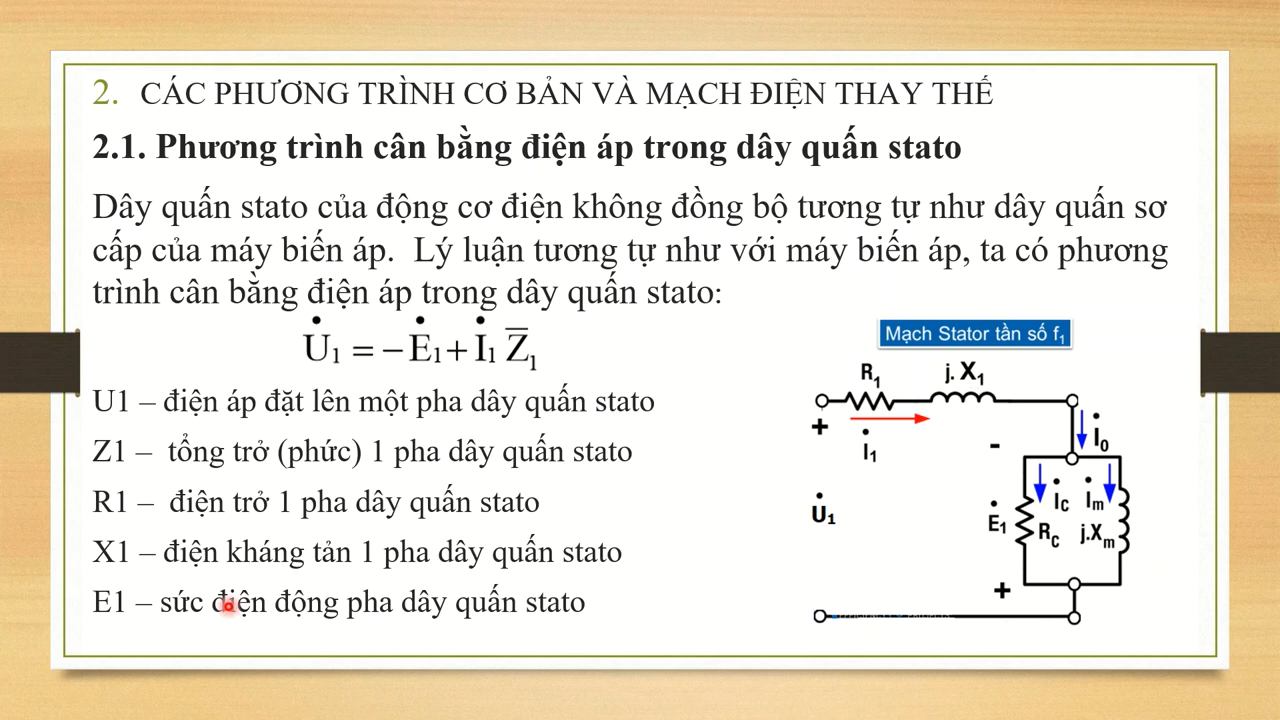 2. CÁC PHƯƠNG TRÌNH CƠ BẢN VÀ MẠCH ĐIỆN THAY THẾ
2.1. Phương trình cân bằng điện áp trong dây quấn stato
Dây quấn stato của động cơ điện không đồng bộ tương tự như dây quấn sơ
cấp của máy biến áp.  Lý luận tương tự như với máy biến áp, ta có phương
trình cân bằng điện áp trong dây quấn stato:
U̇₁ = − Ė₁ + İ₁ Z̅₁
U1 – điện áp đặt lên một pha dây quấn stato
Z1 – tổng trở (phức) 1 pha dây quấn stato
R1 – điện trở 1 pha dây quấn stato
X1 – điện kháng tản 1 pha dây quấn stato
E1 – sức điện động pha dây quấn stato
Mạch Stator tần số f₁
R₁ j.X₁
+ İ₁ - İ₀
U̇₁ Ė₁ R_C İ_C İ_m j.X_m
+